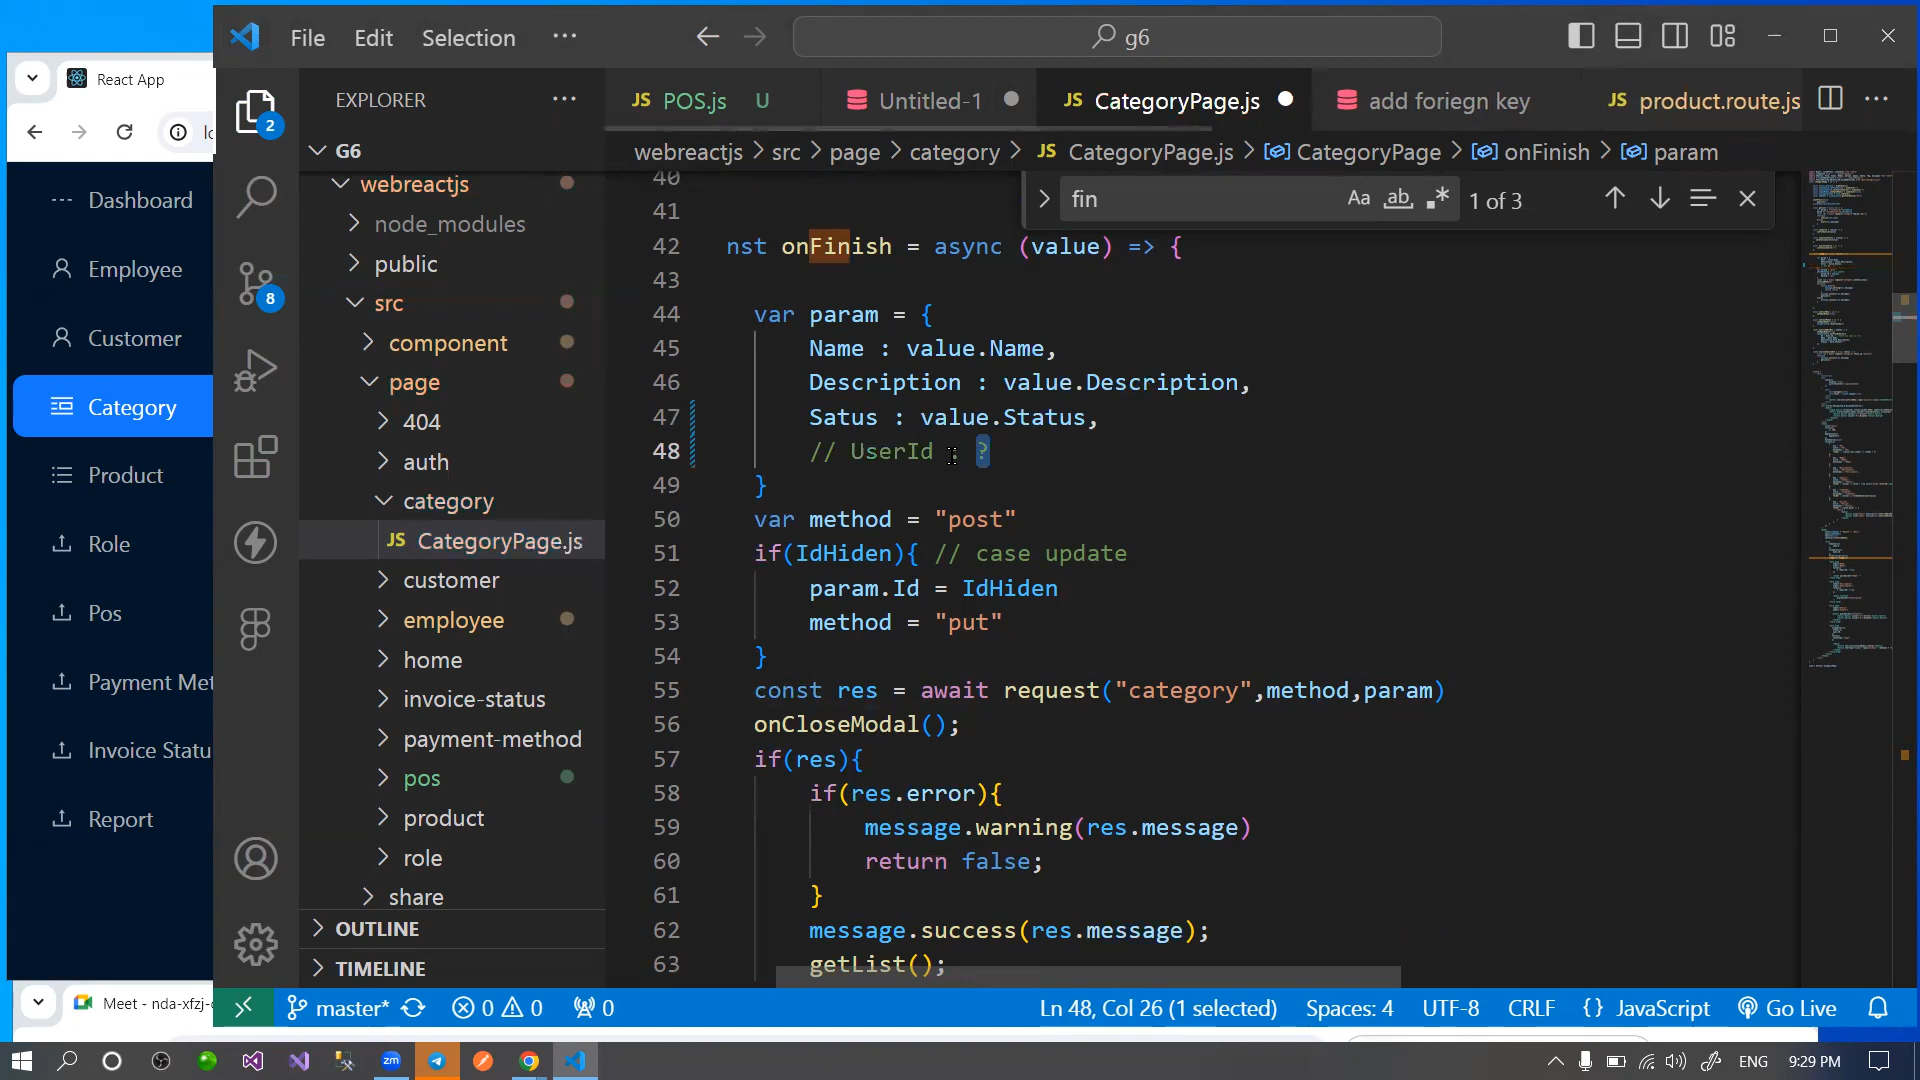 File Edit Selection ···
g6
React App
EXPLORER
JS POS.js U
Untitled-1
JS CategoryPage.js
add foriegn key
JS product.route.js
G6
webreactjs > src > page > category > JS CategoryPage.js > CategoryPage > onFinish > param
fin
Aa ab 1 of 3
Dashboard
Employee
Customer
Category
Product
Role
Pos
Payment Met
Invoice Statu
Report
2
8
webreactjs
node_modules
public
src
component
page
404
auth
category
JS CategoryPage.js
customer
employee
home
invoice-status
payment-method
pos
product
role
share
OUTLINE
TIMELINE
40
41
42 nst onFinish = async (value) => {
43
44 var param = {
45 Name : value.Name,
46 Description : value.Description,
47 Satus : value.Status,
48 // UserId : ?
49 }
50 var method = "post"
51 if(IdHiden){ // case update
52 param.Id = IdHiden
53 method = "put"
54 }
55 const res = await request("category",method,param)
56 onCloseModal();
57 if(res){
58 if(res.error){
59 message.warning(res.message)
60 return false;
61 }
62 message.success(res.message);
63 getList();
Meet - nda-xfzj-
master* 0 0 0 Ln 48, Col 26 (1 selected) Spaces: 4 UTF-8 CRLF {} JavaScript Go Live
zm ENG 9:29 PM